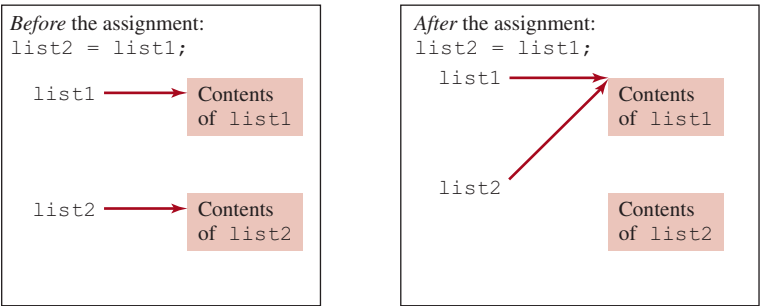 Before the assignment:
list2 = list1;
list1
Contents
of list1
list2
Contents
of list2
After the assignment:
list2 = list1;
list1
Contents
of list1
list2
Contents
of list2